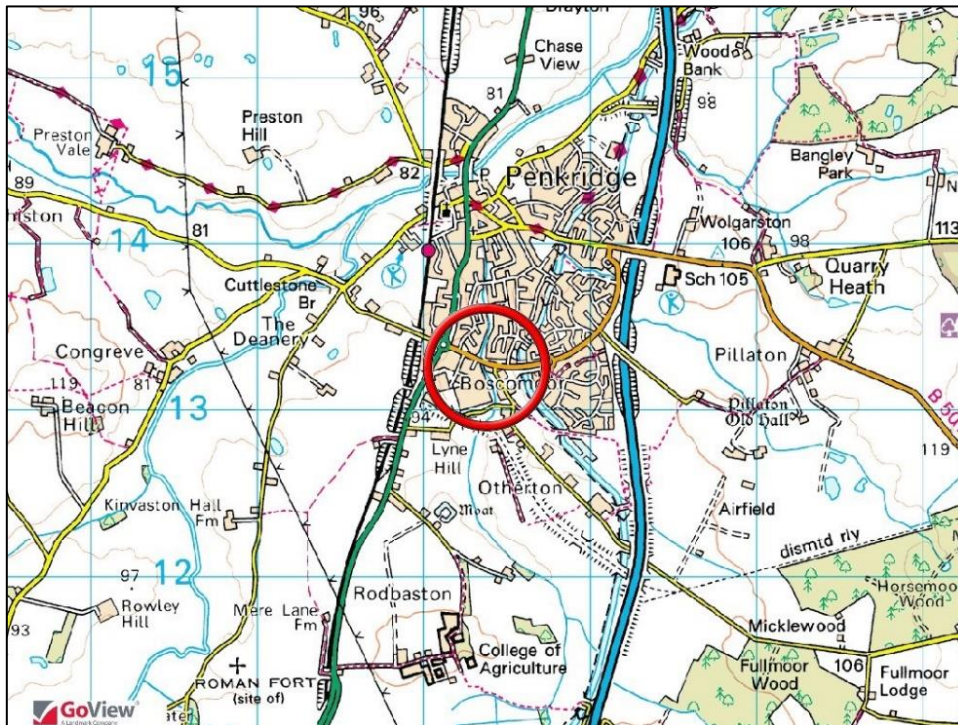 96
Drayton
Chase
View
Wood
Bank
15
81
98
Preston
Vale
Preston
Hill
Bangley
Park
82
P
Penkridge
89
N
81
14
Wolgarston
106
98
113
Cuttlestone
Br
Sch 105
Quarry
Heath
The
Deanery
Congreve
Pillaton
119
81
Boscomoor
Beacon
Hill
13
94
Pillaton
Old Hall
B 50
119
Lyne
Hill
Otherton
Kinvaston Hall
Fm
Moat
Airfield
dismtd rly
97
12
Rodbaston
Horsemoor
Wood
Rowley
Hill
Mere Lane
Fm
Micklewood
93
College of
Agriculture
Fullmoor
Wood
106
Fullmoor
Lodge
ROMAN FORT
(site of)
GoView
A Landmark Company